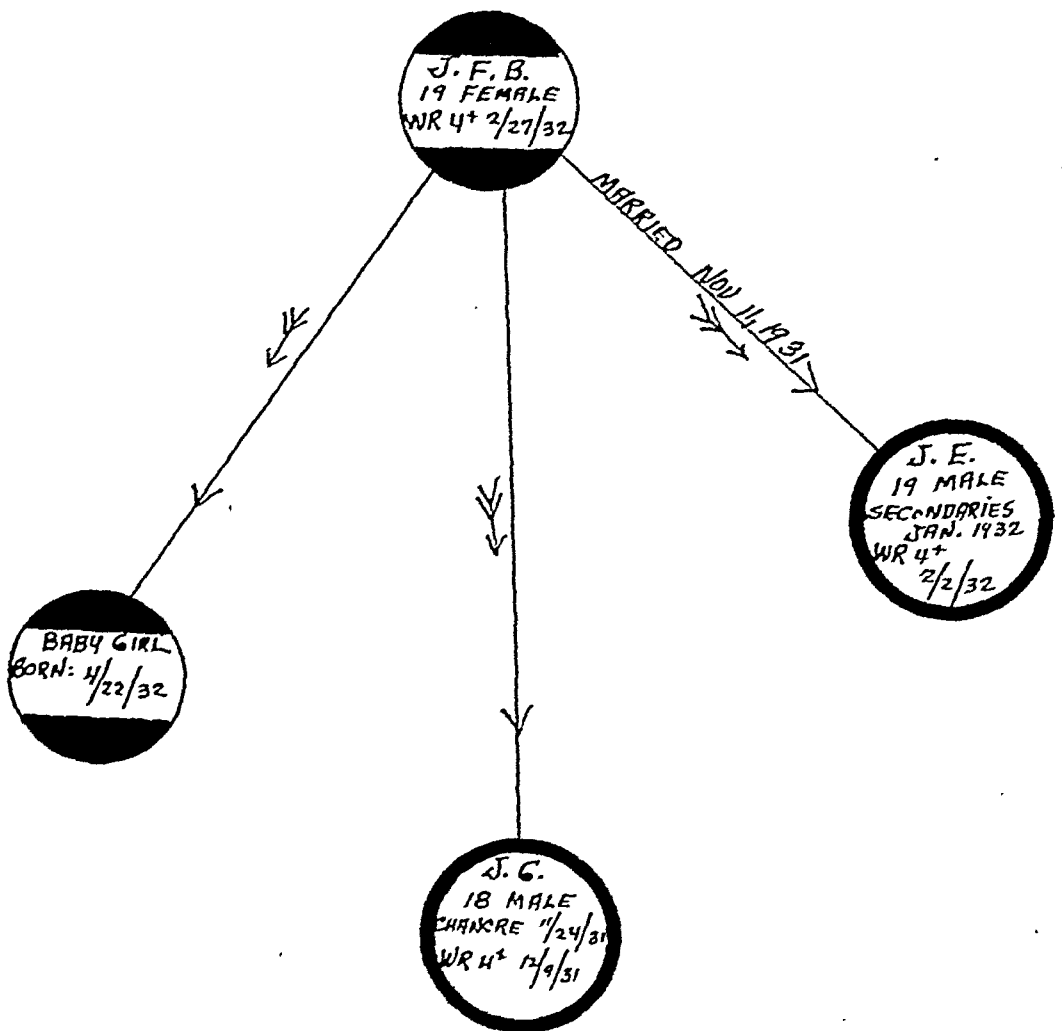 J. F. B.
19 FEMALE
WR 4+ 2/27/32
MARRIED NOV 11, 1931
J. E.
19 MALE
SECONDARIES
JAN. 1932
WR 4+
2/2/32
BABY GIRL
BORN: 4/22/32
J. G.
18 MALE
CHANCRE 11/24/31
WR 4+ 12/9/31